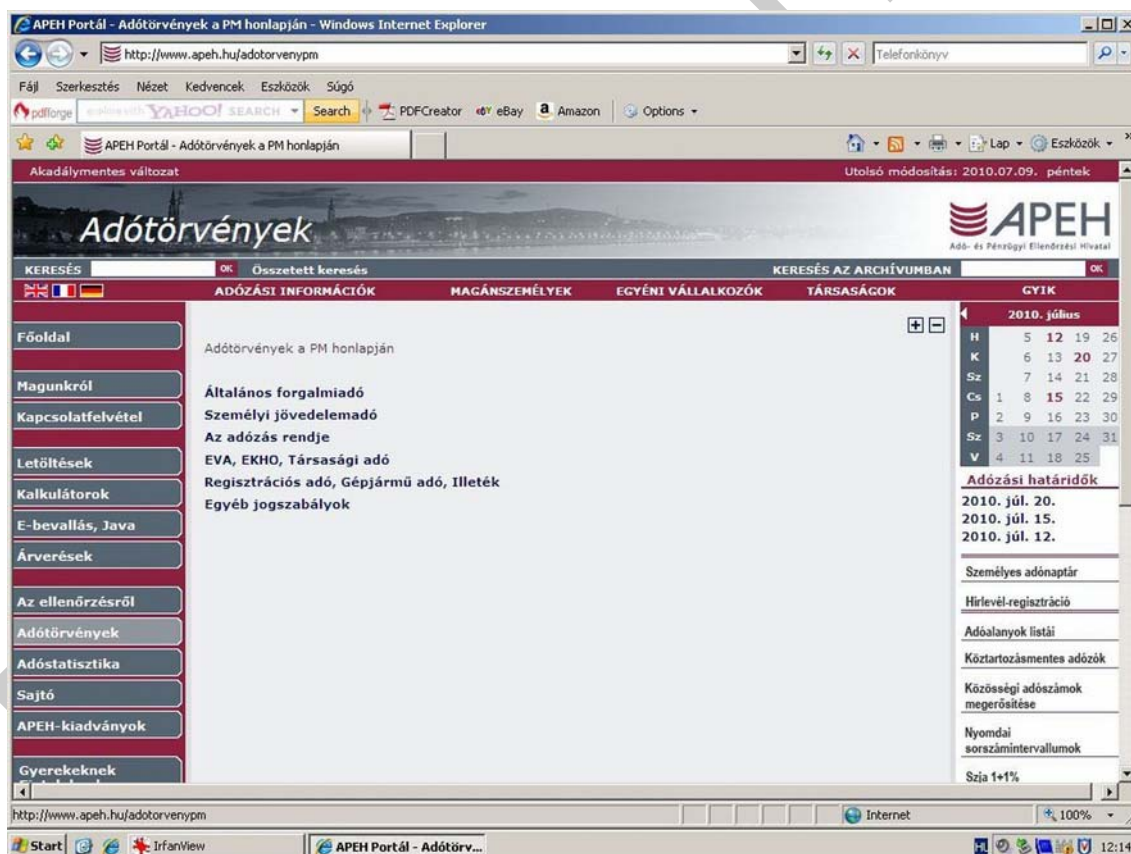 APEH Portál - Adótörvények a PM honlapján - Windows Internet Explorer
http://www.apeh.hu/adotorvenypm
Telefonkönyv
Fájl Szerkesztés Nézet Kedvencek Eszközök Súgó
pdfforge YAHOO! SEARCH Search PDFCreator eBay Amazon Options
APEH Portál - Adótörvények a PM honlapján
Lap Eszközök »
Akadálymentes változat
Utolsó módosítás: 2010.07.09. péntek
Adótörvények
APEH
Adó- és Pénzügyi Ellenőrzési Hivatal
KERESÉS OK Összetett keresés KERESÉS AZ ARCHÍVUMBAN OK
ADÓZÁSI INFORMÁCIÓK MAGÁNSZEMÉLYEK EGYÉNI VÁLLALKOZÓK TÁRSASÁGOK GYIK
Főoldal
Magunkról
Kapcsolatfelvétel
Letöltések
Kalkulátorok
E-bevallás, Java
Árverések
Az ellenőrzésről
Adótörvények
Adóstatisztika
Sajtó
APEH-kiadványok
Gyerekeknek
Adótörvények a PM honlapján
Általános forgalmiadó
Személyi jövedelemadó
Az adózás rendje
EVA, EKHO, Társasági adó
Regisztrációs adó, Gépjármű adó, Illeték
Egyéb jogszabályok
2010. július
H 5 12 19 26
K 6 13 20 27
Sz 7 14 21 28
Cs 1 8 15 22 29
P 2 9 16 23 30
Sz 3 10 17 24 31
V 4 11 18 25
Adózási határidők
2010. júl. 20.
2010. júl. 15.
2010. júl. 12.
Személyes adónaptár
Hírlevél-regisztráció
Adóalanyok listái
Köztartozásmentes adózók
Közösségi adószámok
megerősítése
Nyomdai
sorszámintervallumok
Szja 1+1%
http://www.apeh.hu/adotorvenypm
Internet
100%
Start IrfanView APEH Portál - Adótörv... HU 12:14